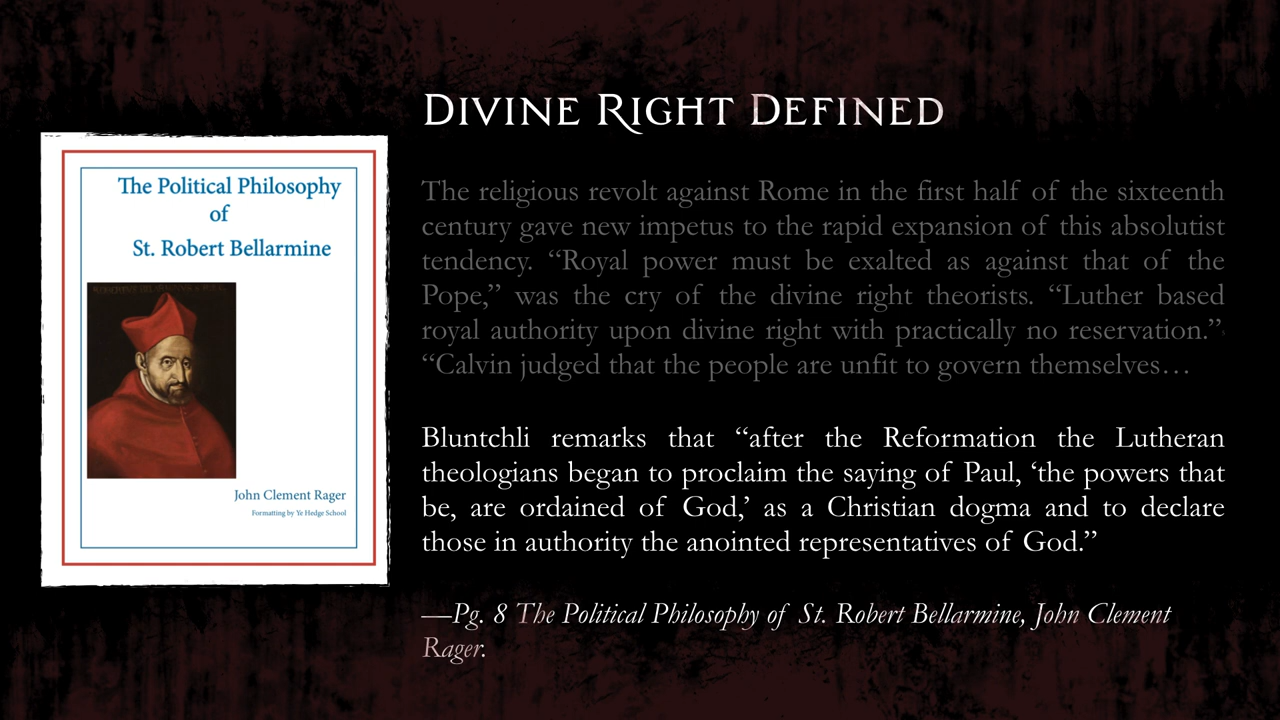 DIVINE RIGHT DEFINED
The Political Philosophy
of
St. Robert Bellarmine
John Clement Rager
Formatting by Ye Hedge School
The religious revolt against Rome in the first half of the sixteenth
century gave new impetus to the rapid expansion of this absolutist
tendency. “Royal power must be exalted as against that of the
Pope,” was the cry of the divine right theorists. “Luther based
royal authority upon divine right with practically no reservation.”
“Calvin judged that the people are unfit to govern themselves…
Bluntchli remarks that “after the Reformation the Lutheran
theologians began to proclaim the saying of Paul, ‘the powers that
be, are ordained of God,’ as a Christian dogma and to declare
those in authority the anointed representatives of God.”
—Pg. 8 The Political Philosophy of St. Robert Bellarmine, John Clement
Rager.